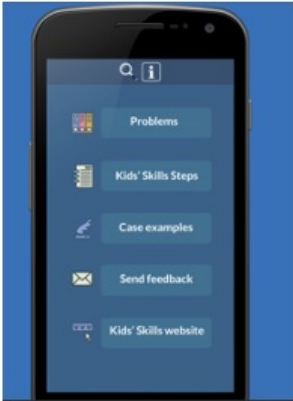 Problems
Kids' Skills Steps
Case examples
Send feedback
Kids' Skills website